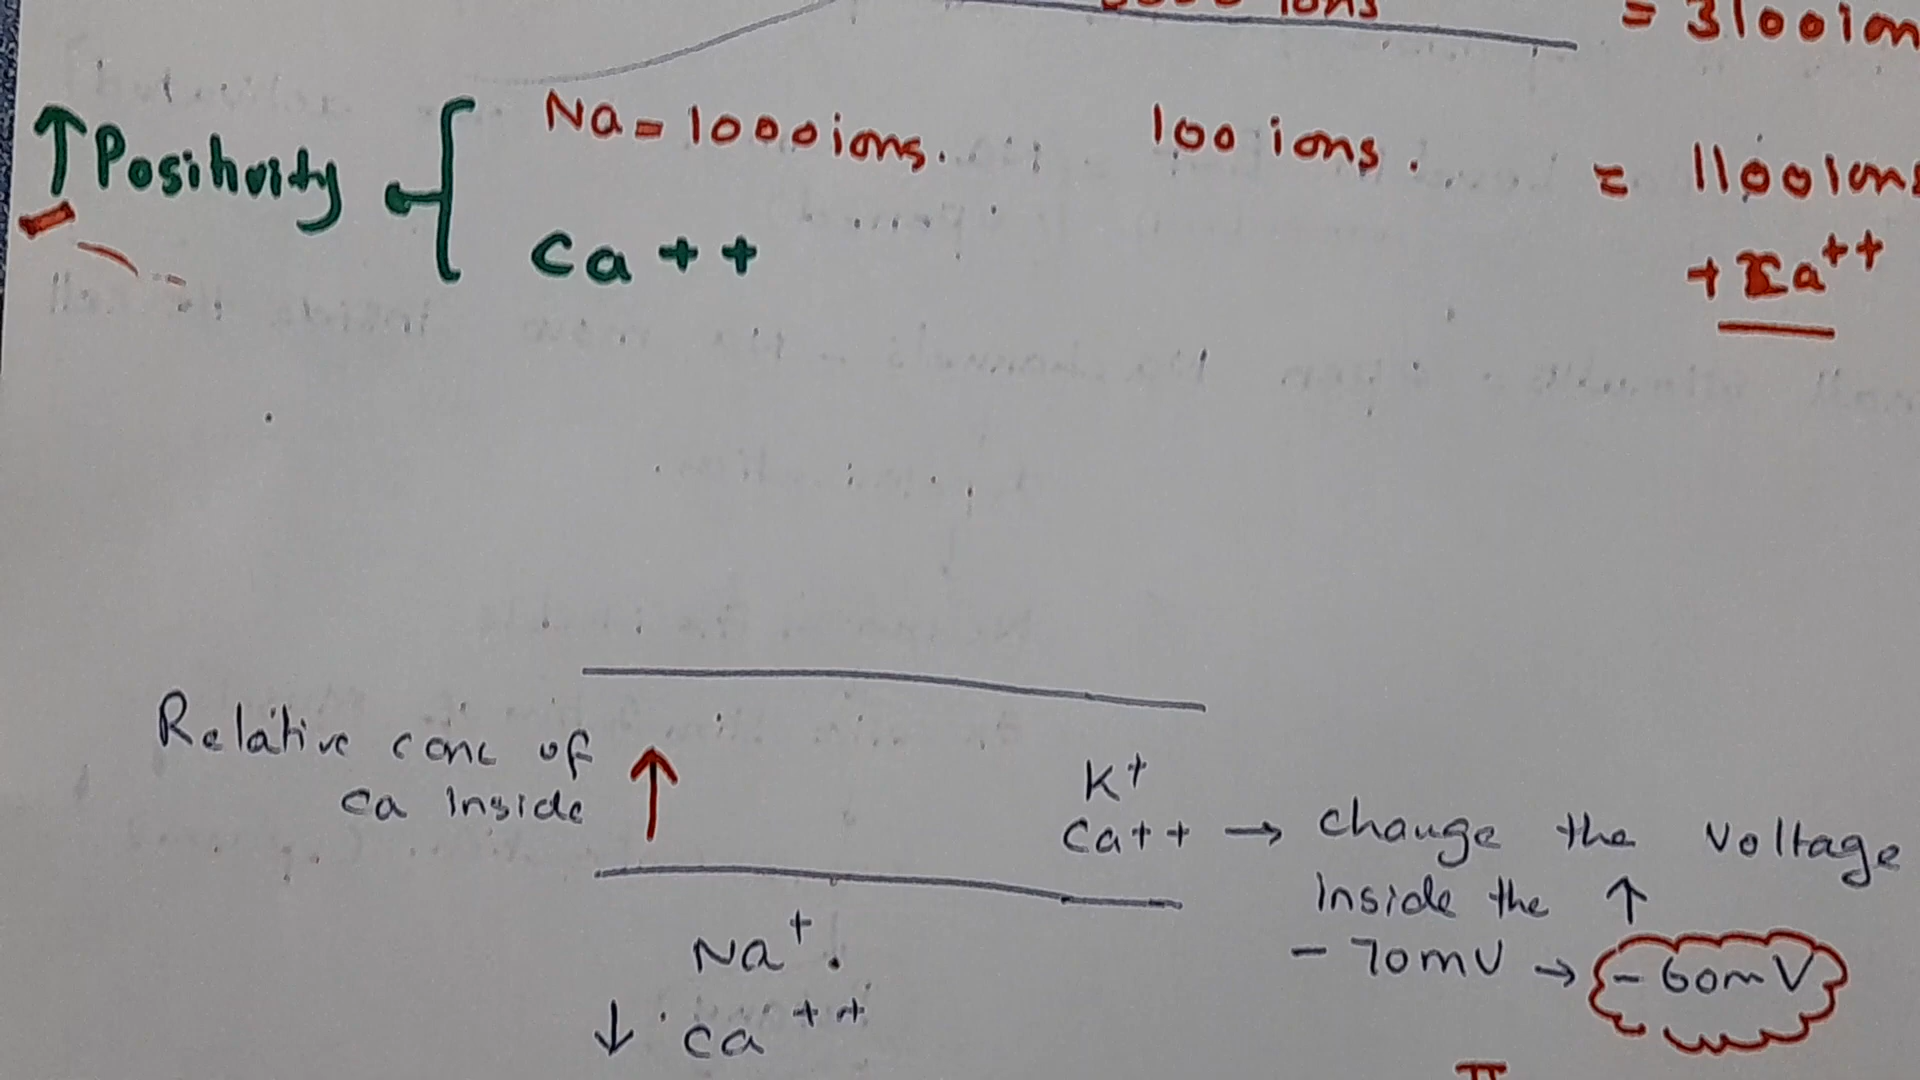 = 3100 ion
↑ Positivity Na = 1000 ions. 100 ions. = 1100 ions
Ca ++ + Ca++
Relative conc of
ca inside ↑
K+
Ca++ → change the voltage
inside the ↑
- 70mV → - 60mV
Na+
↓ ca ++